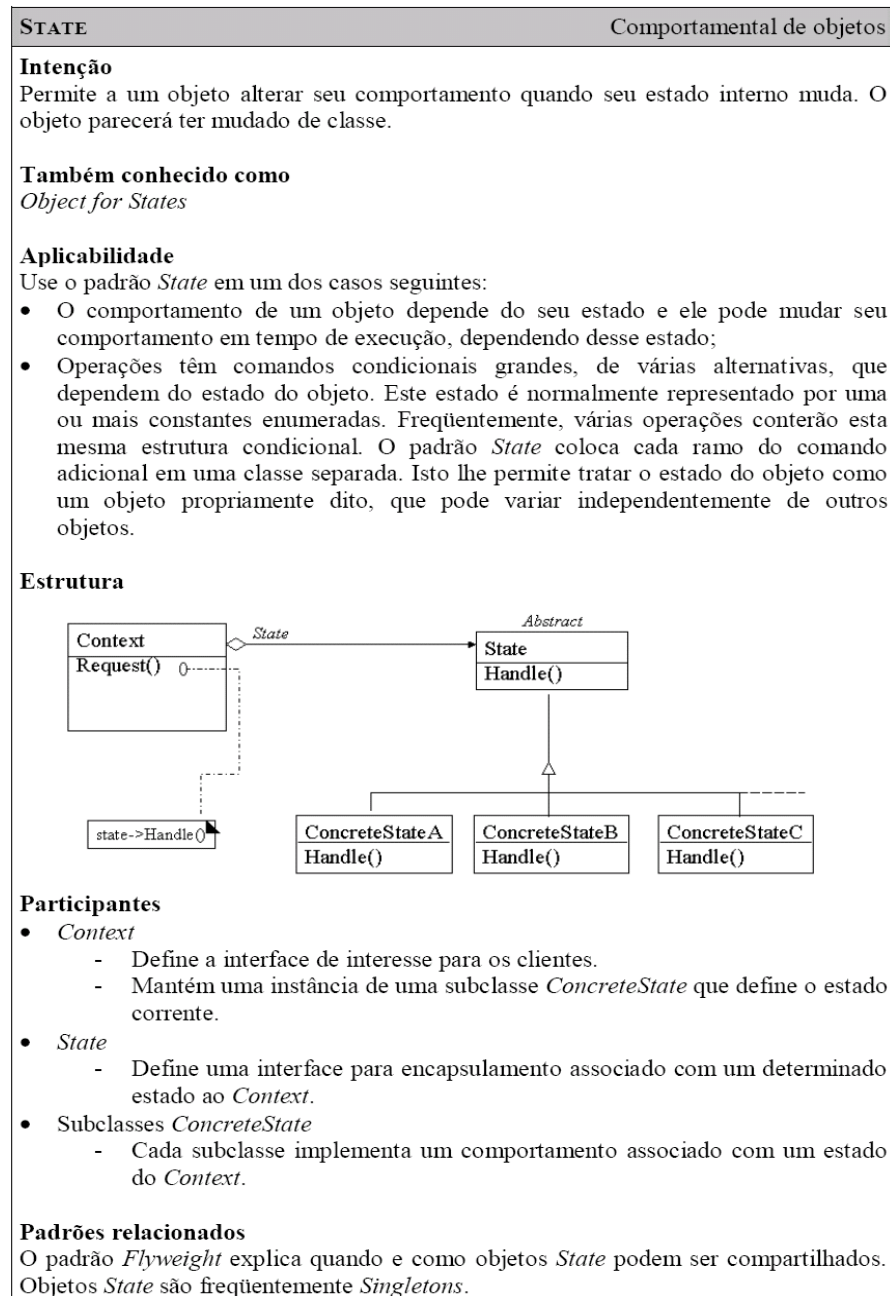 STATE Comportamental de objetos
Intenção
Permite a um objeto alterar seu comportamento quando seu estado interno muda. O
objeto parecerá ter mudado de classe.
Também conhecido como
Object for States
Aplicabilidade
Use o padrão State em um dos casos seguintes:
• O comportamento de um objeto depende do seu estado e ele pode mudar seu
comportamento em tempo de execução, dependendo desse estado;
• Operações têm comandos condicionais grandes, de várias alternativas, que
dependem do estado do objeto. Este estado é normalmente representado por uma
ou mais constantes enumeradas. Freqüentemente, várias operações conterão esta
mesma estrutura condicional. O padrão State coloca cada ramo do comando
adicional em uma classe separada. Isto lhe permite tratar o estado do objeto como
um objeto propriamente dito, que pode variar independentemente de outros
objetos.
Estrutura
Context
Request()
State
Abstract
State
Handle()
state->Handle()
ConcreteStateA
Handle()
ConcreteStateB
Handle()
ConcreteStateC
Handle()
Participantes
• Context
- Define a interface de interesse para os clientes.
- Mantém uma instância de uma subclasse ConcreteState que define o estado
corrente.
• State
- Define uma interface para encapsulamento associado com um determinado
estado ao Context.
• Subclasses ConcreteState
- Cada subclasse implementa um comportamento associado com um estado
do Context.
Padrões relacionados
O padrão Flyweight explica quando e como objetos State podem ser compartilhados.
Objetos State são freqüentemente Singletons.